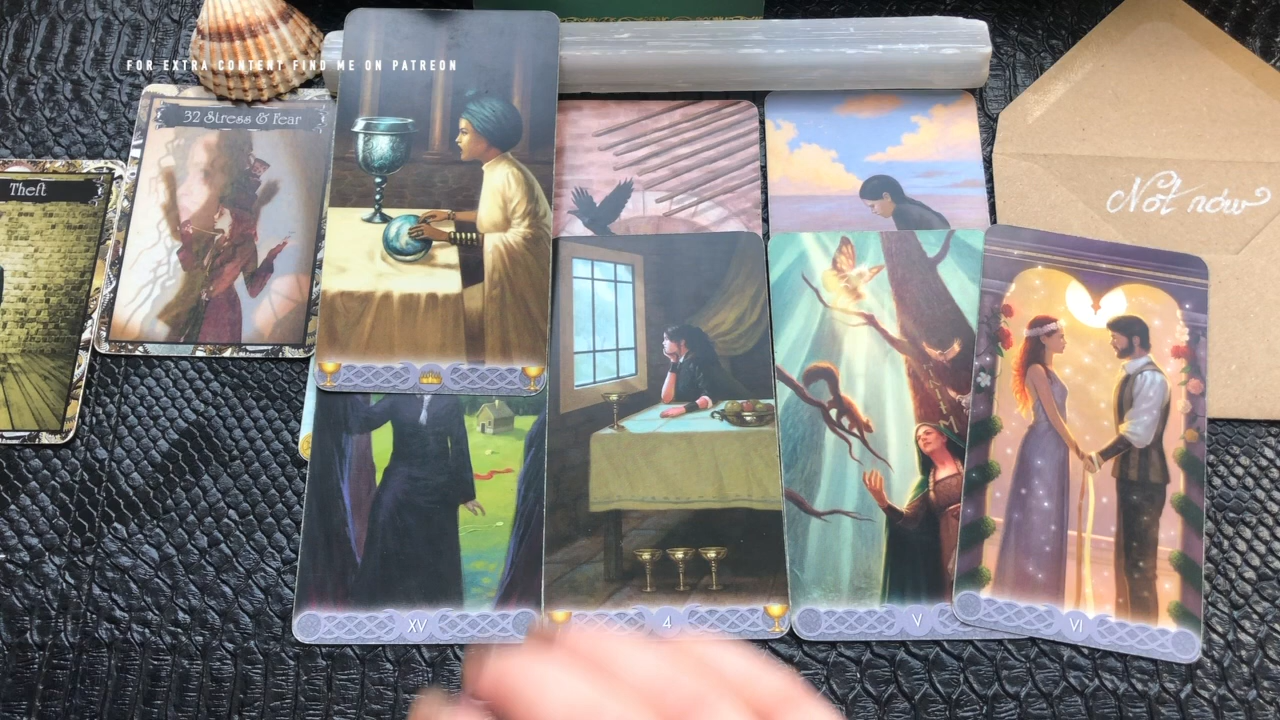 FOR EXTRA CONTENT FIND ME ON PATREON
32 Stress & Fear
Theft
Not now
XV
4
V
VI